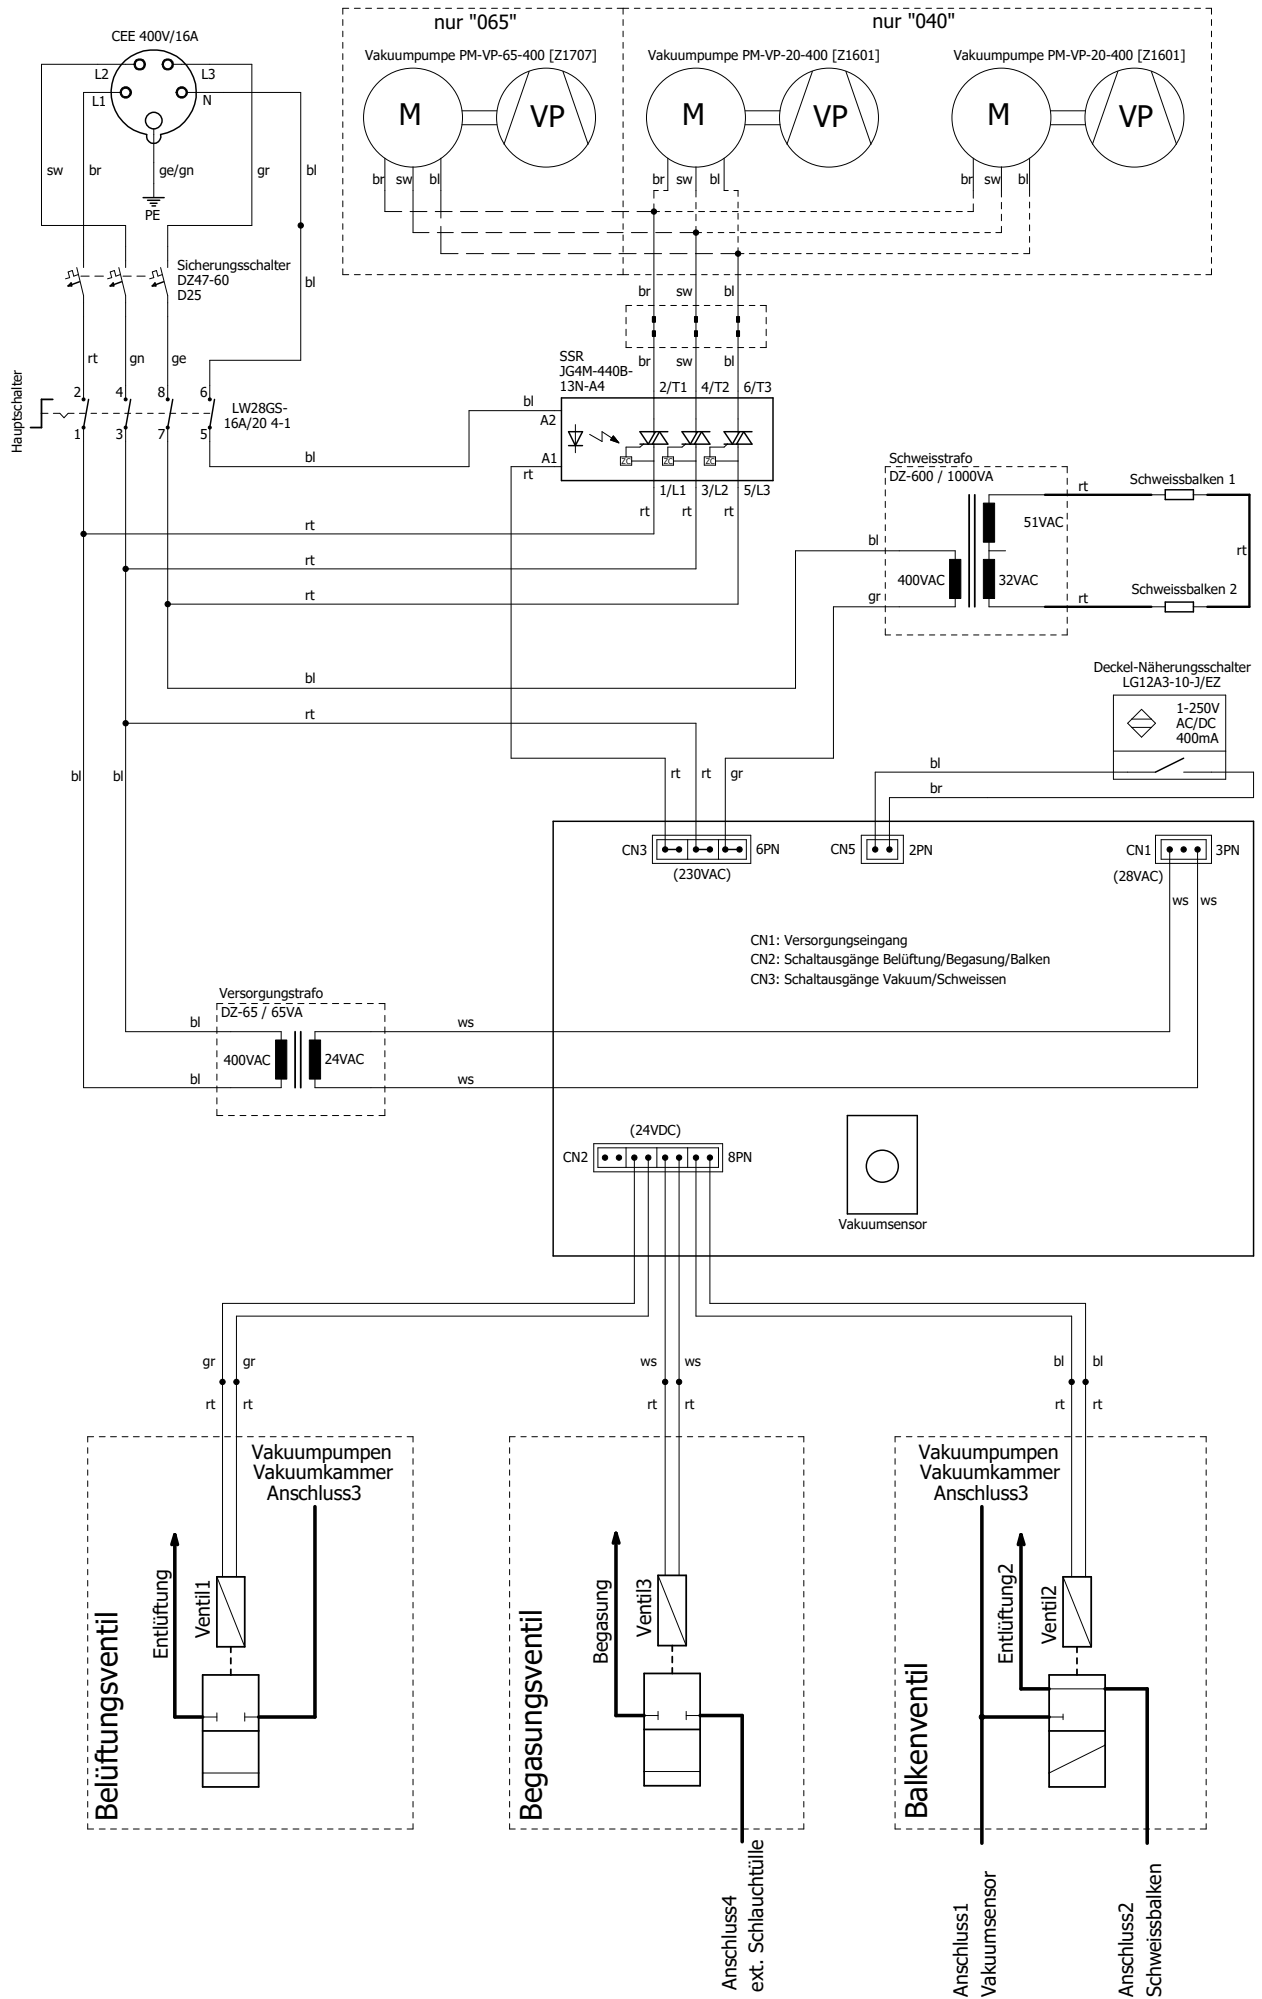 nur "065"
nur "040"
CEE 400V/16A
Vakuumpumpe PM-VP-65-400 [Z1707]
Vakuumpumpe PM-VP-20-400 [Z1601]
Vakuumpumpe PM-VP-20-400 [Z1601]
L2
L3
L1
N
M
VP
M
VP
M
VP
sw
br
ge/gn
gr
bl
br
sw
bl
br
sw
bl
br
sw
bl
PE
Sicherungsschalter
DZ47-60
D25
bl
br
sw
bl
rt
gn
ge
SSR
JG4M-440B-
13N-A4
br
sw
bl
2/T1
4/T2
6/T3
Hauptschalter
2
4
8
6
LW28GS-
16A/20 4-1
1
3
7
5
bl
A2
bl
A1
rt
ZC
ZC
ZC
1/L1
3/L2
5/L3
rt
rt
rt
Schweisstrafo
DZ-600 / 1000VA
rt
Schweissbalken 1
51VAC
rt
bl
rt
rt
400VAC
32VAC
rt
gr
rt
Schweissbalken 2
bl
rt
Deckel-Näherungsschalter
LG12A3-10-J/EZ
1-250V
AC/DC
400mA
bl
bl
rt
rt
gr
bl
br
CN3
6PN
(230VAC)
CN5
2PN
CN1
3PN
(28VAC)
ws
ws
CN1: Versorgungseingang
CN2: Schaltausgänge Belüftung/Begasung/Balken
CN3: Schaltausgänge Vakuum/Schweissen
Versorgungstrafo
DZ-65 / 65VA
bl
ws
400VAC
24VAC
bl
ws
(24VDC)
CN2
8PN
Vakuumsensor
gr
gr
ws
ws
bl
bl
rt
rt
rt
rt
rt
rt
Vakuumpumpen
Vakuumkammer
Anschluss3
Entlüftung
Ventil1
Belüftungsventil
Begasung
Ventil3
Begasungsventil
Anschluss4
ext. Schlauchtülle
Vakuumpumpen
Vakuumkammer
Anschluss3
Entlüftung2
Ventil2
Balkenventil
Anschluss1
Vakuumsensor
Anschluss2
Schweissbalken